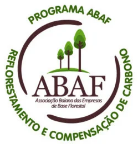 PROGRAMA ABAF
ABAF
Associação Baiana das Empresas
de Base Florestal
REFLORESTAMENTO E COMPENSAÇÃO DE CARBONO